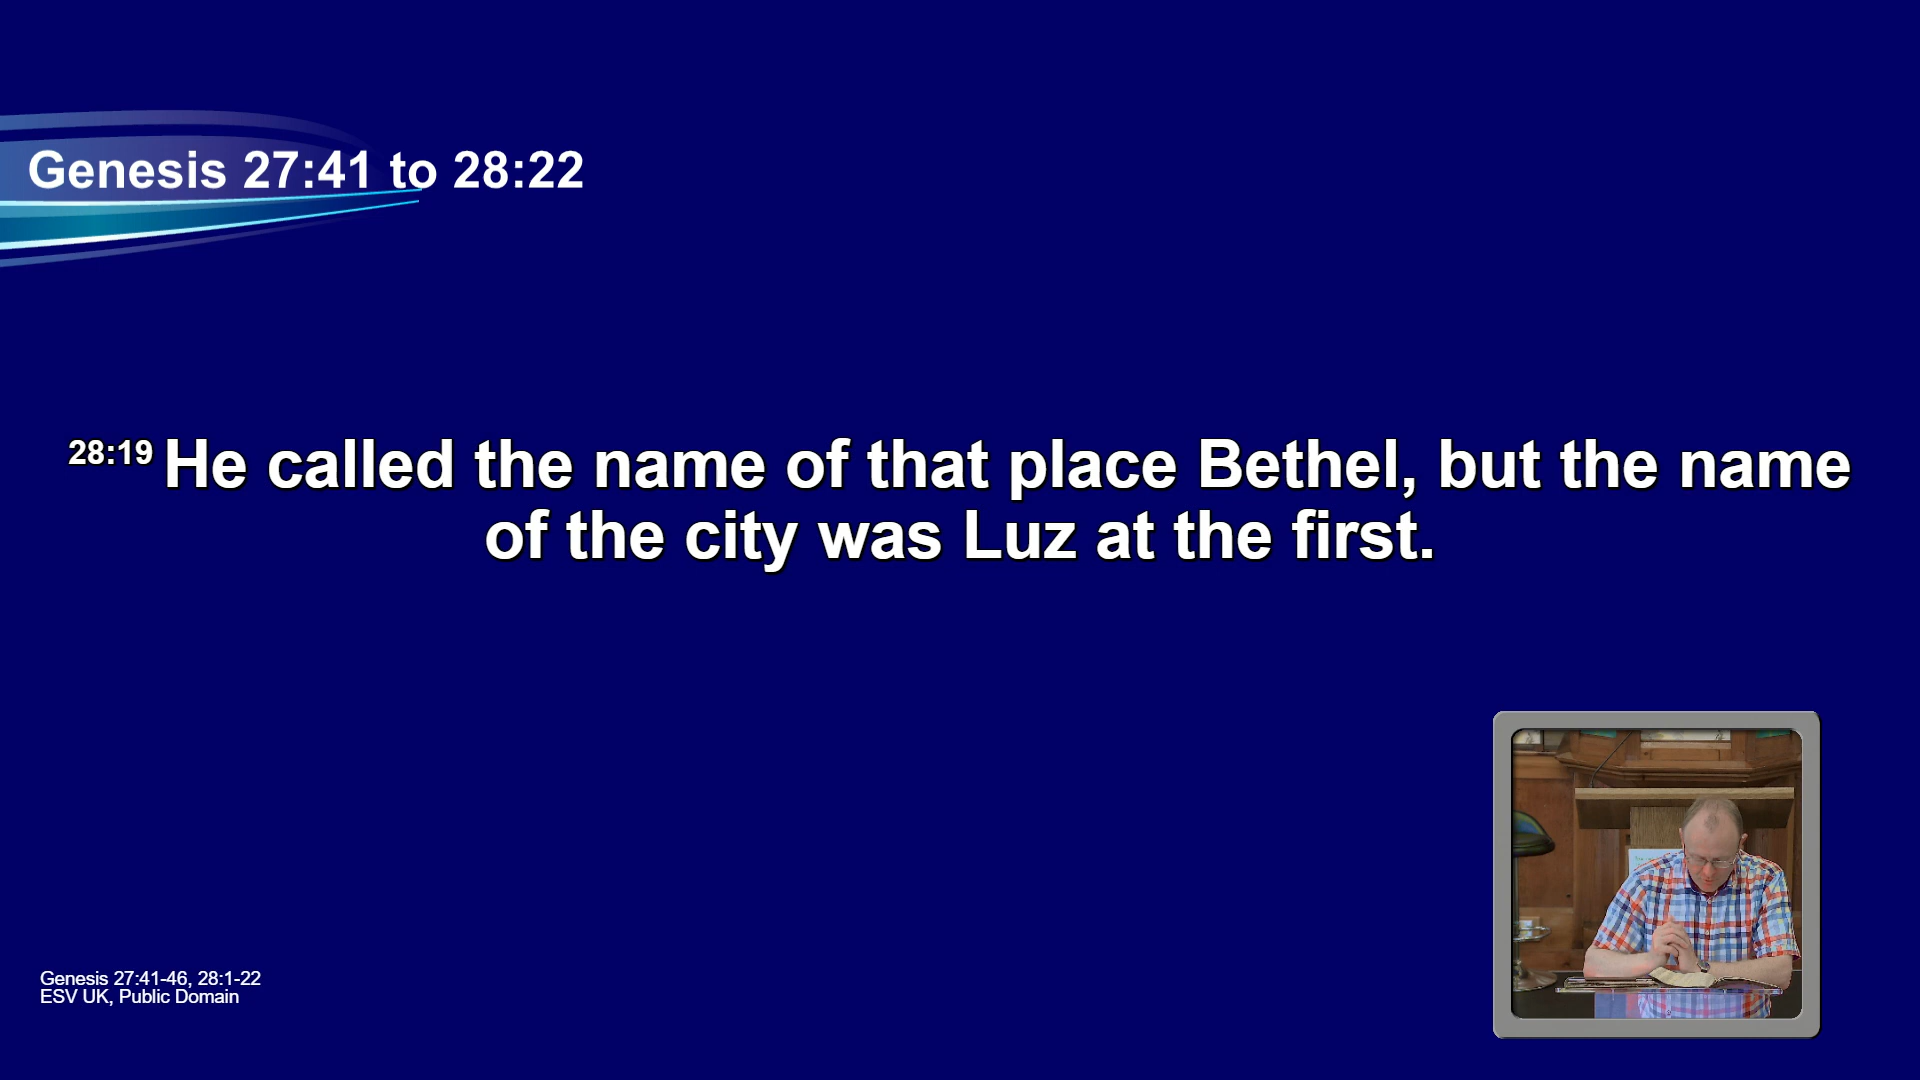 Genesis 27:41 to 28:22
28:19 He called the name of that place Bethel, but the name
of the city was Luz at the first.
Genesis 27:41-46, 28:1-22
ESV UK, Public Domain